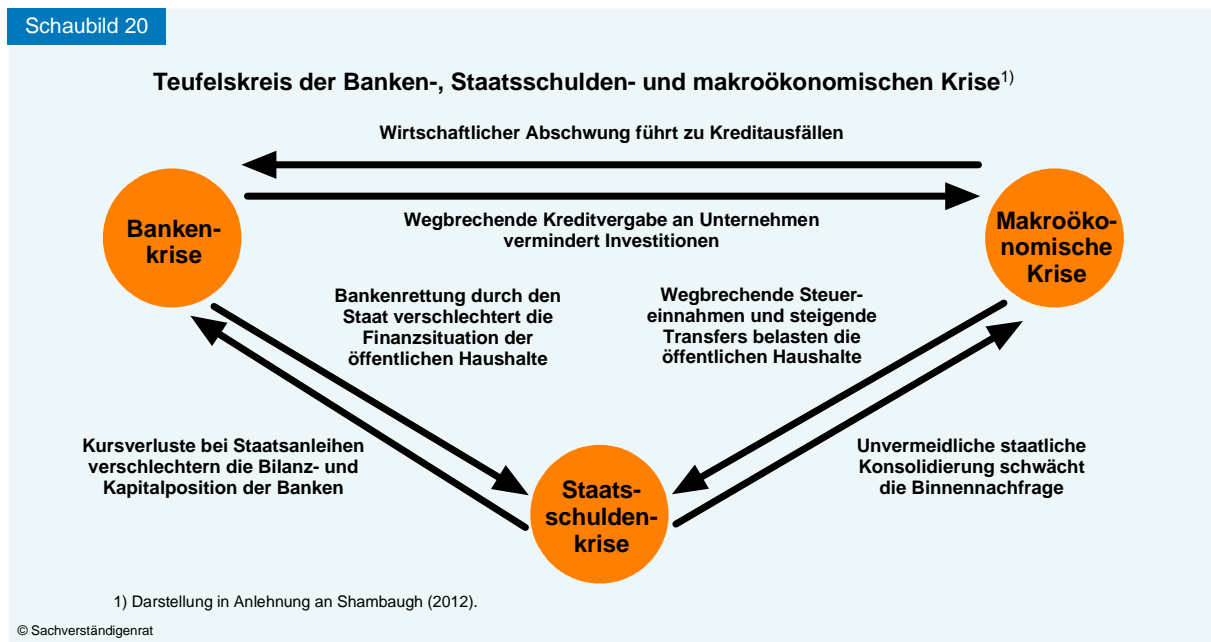 Schaubild 20
Teufelskreis der Banken-, Staatsschulden- und makroökonomischen Krise1)
Wirtschaftlicher Abschwung führt zu Kreditausfällen
Wegbrechende Kreditvergabe an Unternehmen
vermindert Investitionen
Banken-
krise
Makroöko-
nomische
Krise
Bankenrettung durch den
Staat verschlechtert die
Finanzsituation der
öffentlichen Haushalte
Wegbrechende Steuer-
einnahmen und steigende
Transfers belasten die
öffentlichen Haushalte
Kursverluste bei Staatsanleihen
verschlechtern die Bilanz- und
Kapitalposition der Banken
Unvermeidliche staatliche
Konsolidierung schwächt
die Binnennachfrage
Staats-
schulden-
krise
1) Darstellung in Anlehnung an Shambaugh (2012).
© Sachverständigenrat